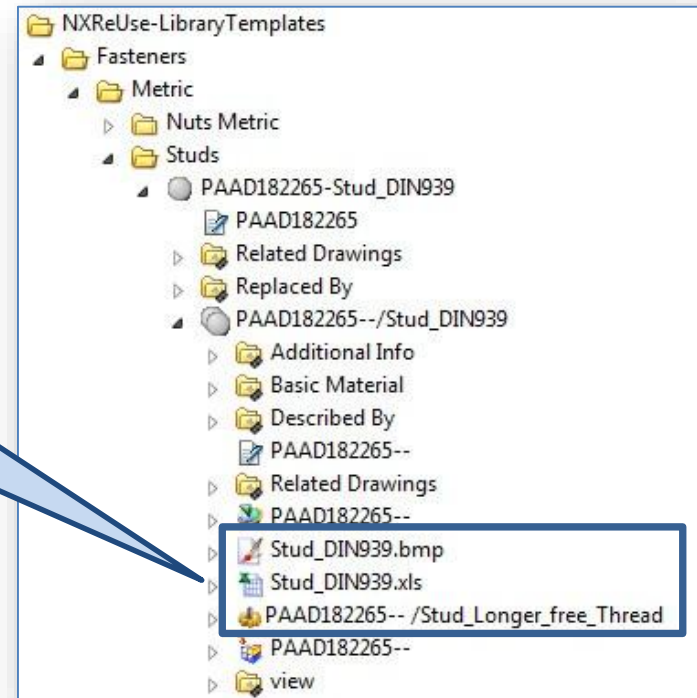 NXReUse-LibraryTemplates
Fasteners
Metric
Nuts Metric
Studs
PAAD182265-Stud_DIN939
PAAD182265
Related Drawings
Replaced By
PAAD182265--/Stud_DIN939
Additional Info
Basic Material
Described By
PAAD182265--
Related Drawings
PAAD182265--
Stud_DIN939.bmp
Stud_DIN939.xls
PAAD182265-- /Stud_Longer_free_Thread
PAAD182265--
view